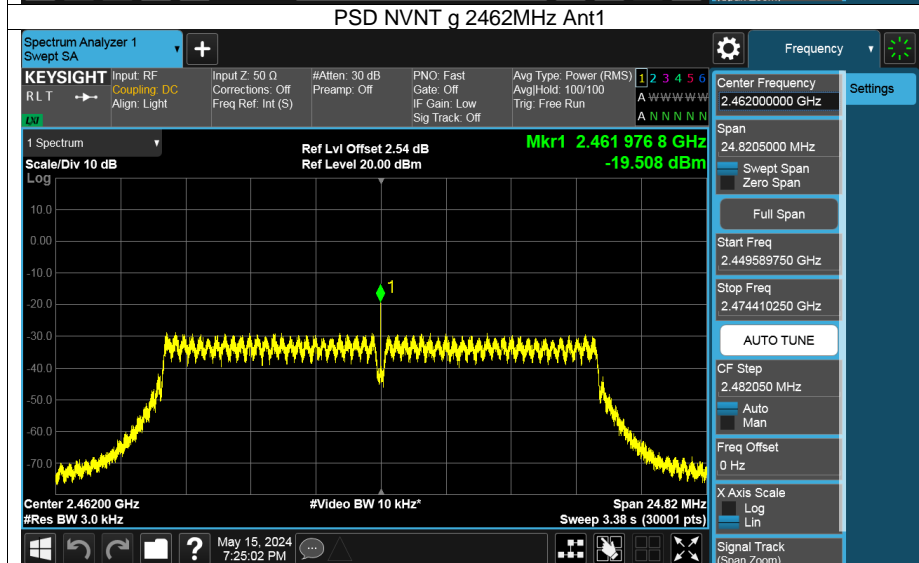 PSD NVNT g 2462MHz Ant1
Spectrum Analyzer 1
Swept SA
+
Frequency
KEYSIGHT
RLT
LXI
Input: RF
Coupling: DC
Align: Light
Input Z: 50 Ω
Corrections: Off
Freq Ref: Int (S)
#Atten: 30 dB
Preamp: Off
PNO: Fast
Gate: Off
IF Gain: Low
Sig Track: Off
Avg Type: Power (RMS)
Avg|Hold: 100/100
Trig: Free Run
1 2 3 4 5 6
A W W W W W
A N N N N N
Center Frequency
2.462000000 GHz
Settings
Span
24.8205000 MHz
Swept Span
Zero Span
Full Span
Start Freq
2.449589750 GHz
Stop Freq
2.474410250 GHz
AUTO TUNE
CF Step
2.482050 MHz
Auto
Man
Freq Offset
0 Hz
X Axis Scale
Log
Lin
Signal Track
(Span Zoom)
1 Spectrum
Scale/Div 10 dB
Log
Ref Lvl Offset 2.54 dB
Ref Level 20.00 dBm
Mkr1 2.461 976 8 GHz
-19.508 dBm
10.0
0.00
-10.0
-20.0
-30.0
-40.0
-50.0
-60.0
-70.0
1
Center 2.46200 GHz
#Res BW 3.0 kHz
#Video BW 10 kHz*
Span 24.82 MHz
Sweep 3.38 s (30001 pts)
?
May 15, 2024
7:25:02 PM